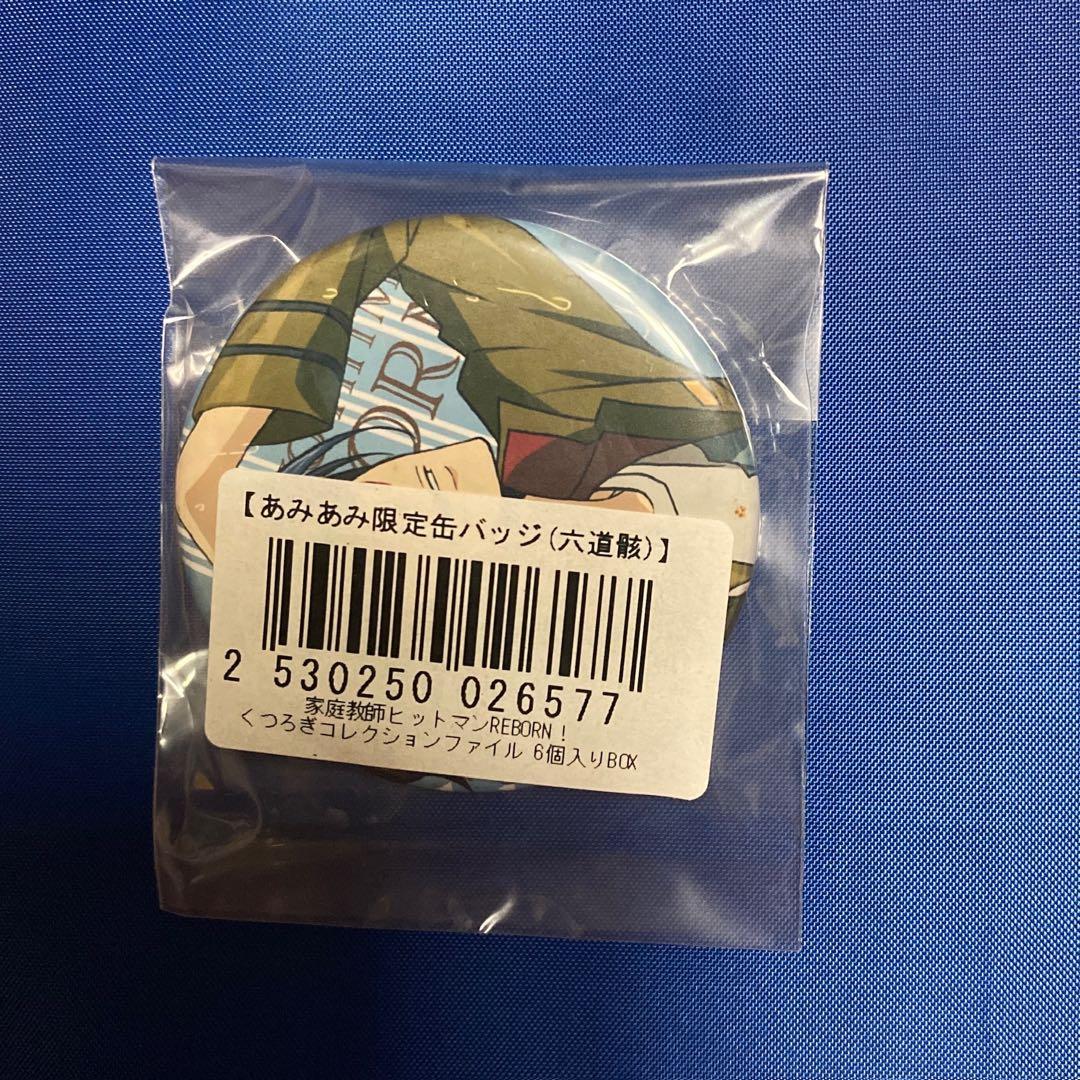 【あみあみ限定缶バッジ(六道骸)】
2 530250 026577
家庭教師ヒットマンREBORN!
くつろぎコレクションファイル 6個入りBOX